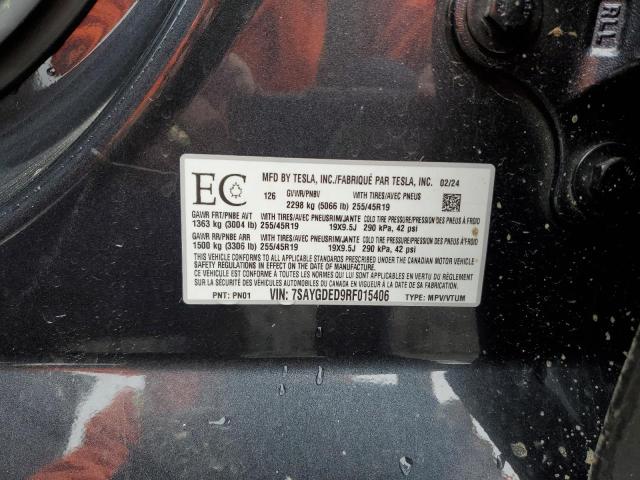 RLL
EC
MFD BY TESLA, INC./FABRIQUÉ PAR TESLA, INC. 02/24
126 GVWR/PNBV WITH TIRES/AVEC PNEUS
2298 kg (5066 lb) 255/45R19
GAWR FRT/PNBE AVT WITH TIRES/AVEC PNEUS RIM/JANTE COLD TIRE PRESSURE/PRESSION DES PNEUS À FROID
1363 kg (3004 lb) 255/45R19 19X9.5J 290 kPa, 42 psi
GAWR RR/PNBE ARR WITH TIRES/AVEC PNEUS RIM/JANTE COLD TIRE PRESSURE/PRESSION DES PNEUS À FROID
1500 kg (3306 lb) 255/45R19 19X9.5J 290 kPa, 42 psi
THIS VEHICLE CONFORMS TO ALL APPLICABLE STANDARDS PRESCRIBED UNDER THE CANADIAN MOTOR VEHICLE
SAFETY REGULATIONS IN EFFECT ON THE DATE OF MANUFACTURE
CE VÉHICULE EST CONFORME À TOUTES LES NORMES QUI LUI SONT APPLICABLES EN VERTU DU RÈGLEMENT
SUR LA SÉCURITÉ DES VÉHICULES AUTOMOBILES DU CANADA EN VIGUEUR À LA DATE DE SA FABRICATION
PNT: PN01 VIN: 7SAYGDED9RF015406 TYPE: MPV/VTUM